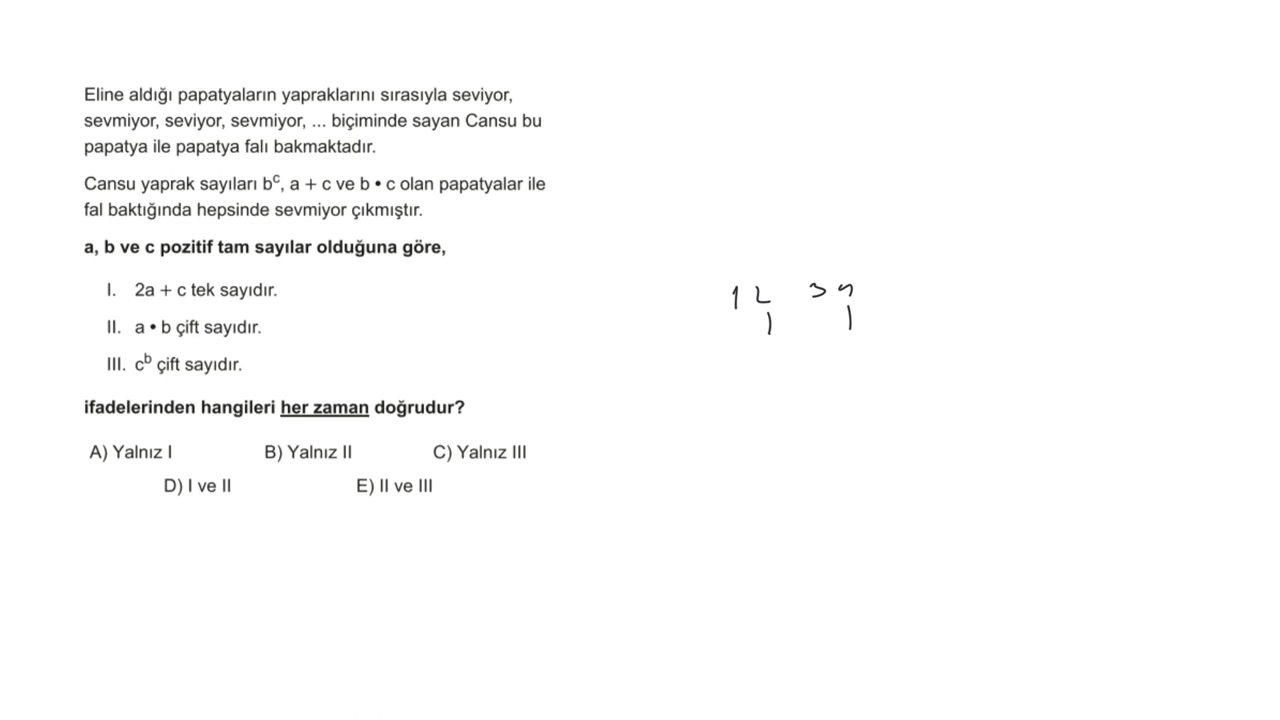 Eline aldığı papatyaların yapraklarını sırasıyla seviyor,
sevmiyor, seviyor, sevmiyor, ... biçiminde sayan Cansu bu
papatya ile papatya falı bakmaktadır.
Cansu yaprak sayıları bᶜ, a + c ve b • c olan papatyalar ile
fal baktığında hepsinde sevmiyor çıkmıştır.
a, b ve c pozitif tam sayılar olduğuna göre,
I. 2a + c tek sayıdır.
II. a • b çift sayıdır.
III. cᵇ çift sayıdır.
ifadelerinden hangileri her zaman doğrudur?
A) Yalnız I B) Yalnız II C) Yalnız III
D) I ve II E) II ve III
1 2 3